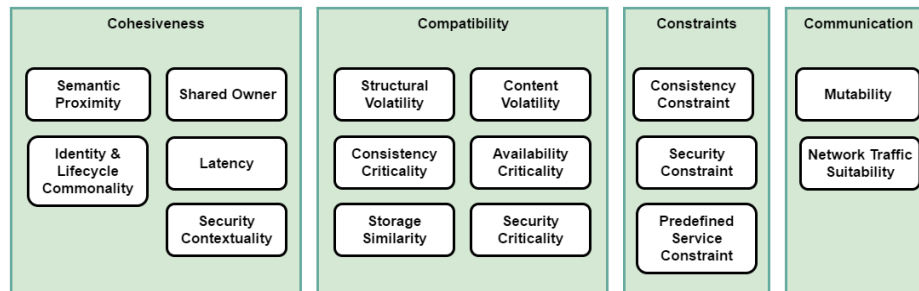 Cohesiveness
Semantic
Proximity
Shared Owner
Identity &
Lifecycle
Commonality
Latency
Security
Contextuality
Compatibility
Structural
Volatility
Content
Volatility
Consistency
Criticality
Availability
Criticality
Storage
Similarity
Security
Criticality
Constraints
Consistency
Constraint
Security
Constraint
Predefined
Service
Constraint
Communication
Mutability
Network Traffic
Suitability